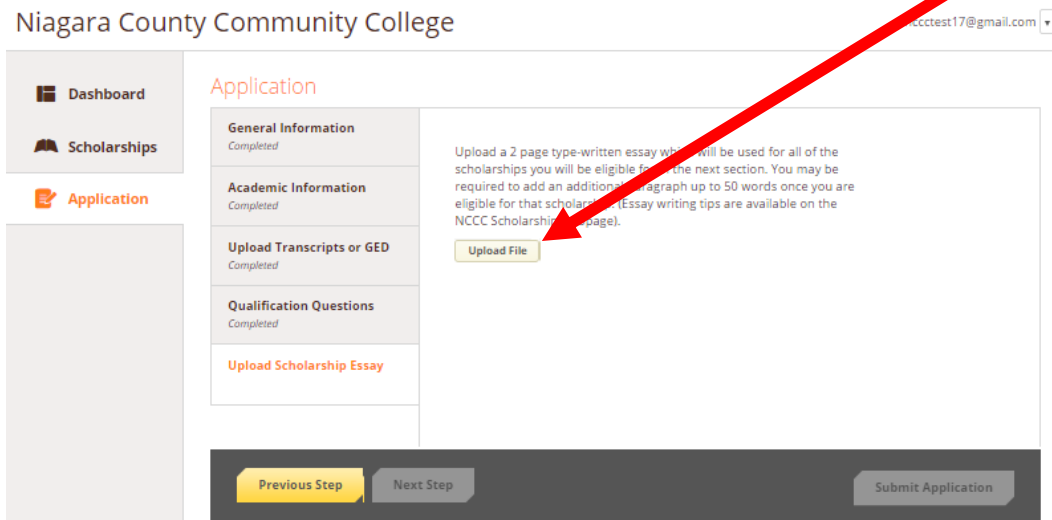 Niagara County Community College
ccctest17@gmail.com
Dashboard
Scholarships
Application
Application
General Information
Completed
Academic Information
Completed
Upload Transcripts or GED
Completed
Qualification Questions
Completed
Upload Scholarship Essay
Upload a 2 page type-written essay which will be used for all of the
scholarships you will be eligible for in the next section. You may be
required to add an additional paragraph up to 50 words once you are
eligible for that scholarship. (Essay writing tips are available on the
NCCC Scholarship page).
Upload File
Previous Step
Next Step
Submit Application